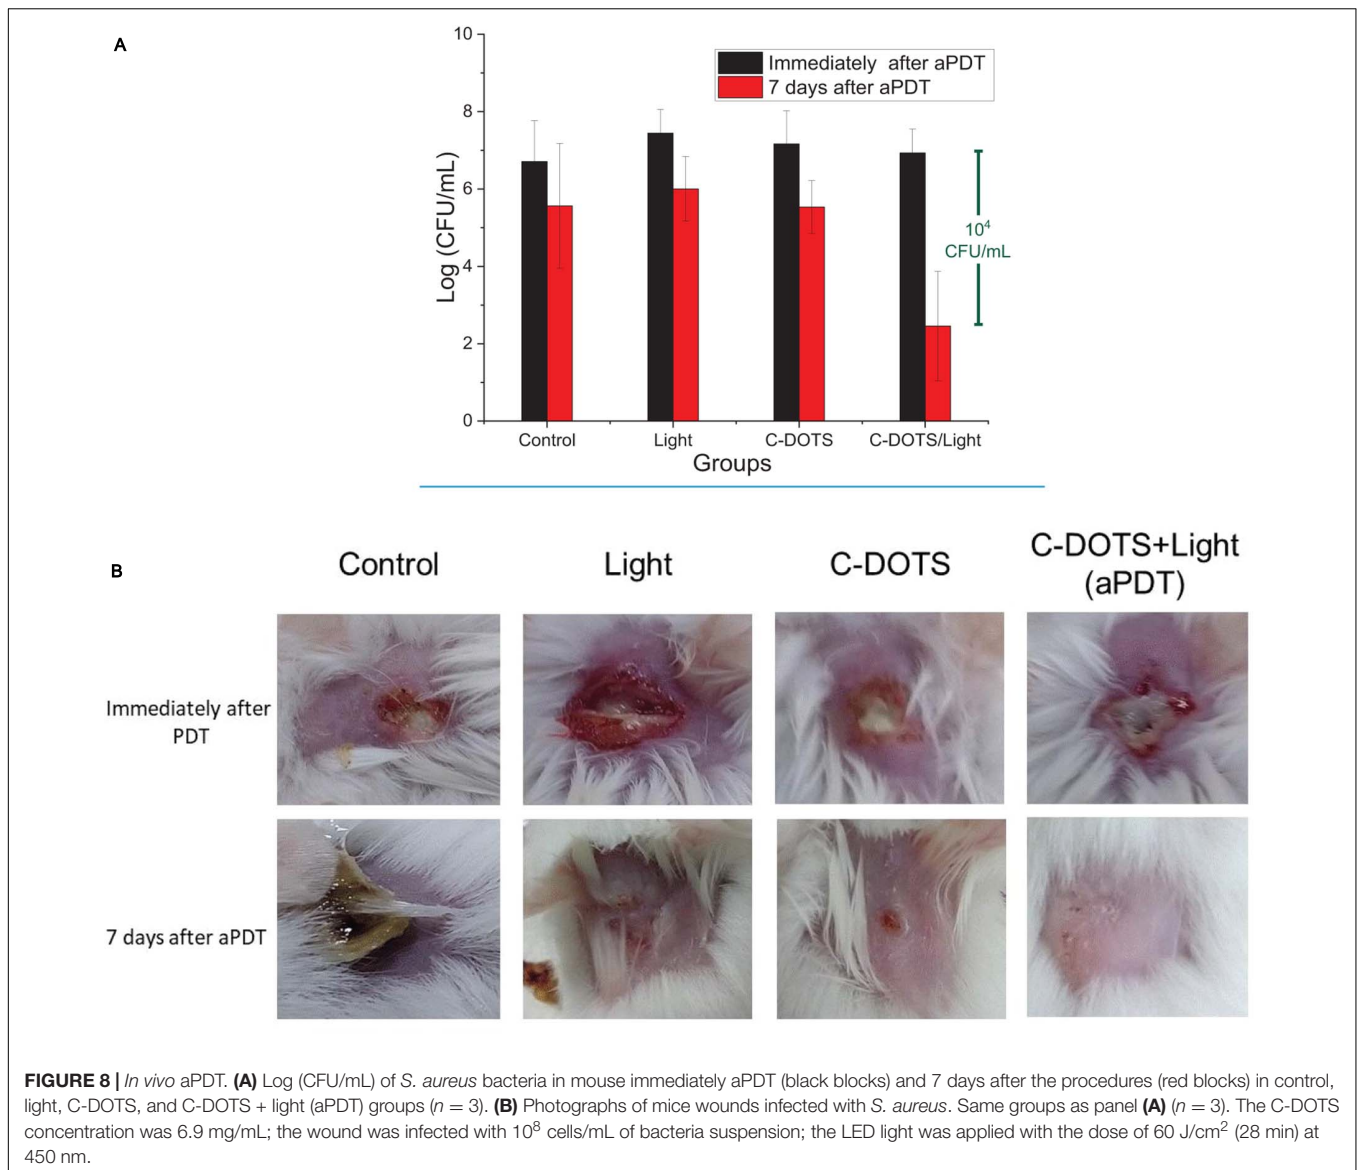 A
10
8
6
4
2
0
Log (CFU/mL)
Immediately after aPDT
7 days after aPDT
10⁴
CFU/mL
Control Light C-DOTS C-DOTS/Light
Groups
B
Control Light C-DOTS C-DOTS+Light
(aPDT)
Immediately after
PDT
7 days after aPDT
FIGURE 8 | In vivo aPDT. (A) Log (CFU/mL) of S. aureus bacteria in mouse immediately aPDT (black blocks) and 7 days after the procedures (red blocks) in control,
light, C-DOTS, and C-DOTS + light (aPDT) groups (n = 3). (B) Photographs of mice wounds infected with S. aureus. Same groups as panel (A) (n = 3). The C-DOTS
concentration was 6.9 mg/mL; the wound was infected with 10⁸ cells/mL of bacteria suspension; the LED light was applied with the dose of 60 J/cm² (28 min) at
450 nm.